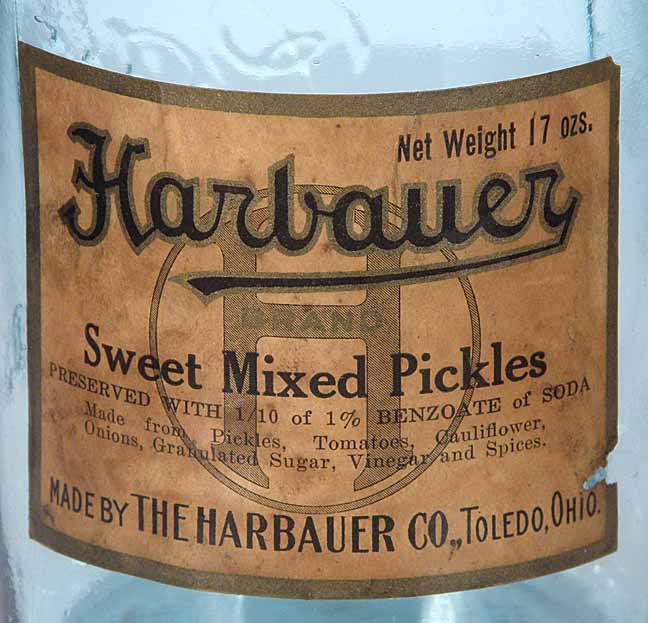 Net Weight 17 ozs.
Harbauer
BRAND
Sweet Mixed Pickles
PRESERVED WITH 1/10 of 1% BENZOATE of SODA
Made from Pickles, Tomatoes, Cauliflower,
Onions, Granulated Sugar, Vinegar and Spices.
MADE BY THE HARBAUER CO., TOLEDO, OHIO.
H